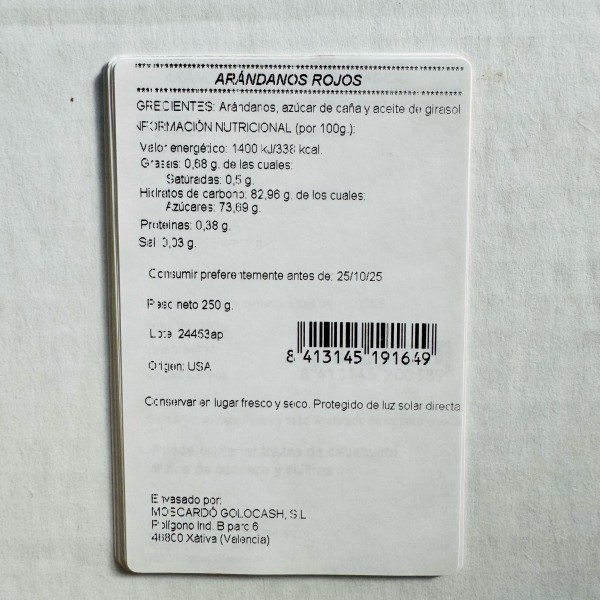 ARÁNDANOS ROJOS
GREDIENTES: Arándanos, azúcar de caña y aceite de girasol
NFORMACIÓN NUTRICIONAL (por 100g.):
Valor energético: 1400 kJ/338 kcal.
Grasas: 0,68 g. de las cuales:
Saturadas: 0,5 g.
Hidratos de carbono: 82,96 g. de los cuales:
Azúcares: 73,69 g.
Proteinas: 0,38 g.
Sal 0,03 g.
Consumir preferentemente antes de: 25/10/25
Peso neto 250 g.
Lote: 24453ap
8 413145 191649
Origen: USA
Conservar en lugar fresco y seco. Protegido de luz solar directa.
Envasado por:
MOSCARDÓ GOLOCASH, S.L
Polígono Ind. B parc 6
46800 Xátiva (Valencia)